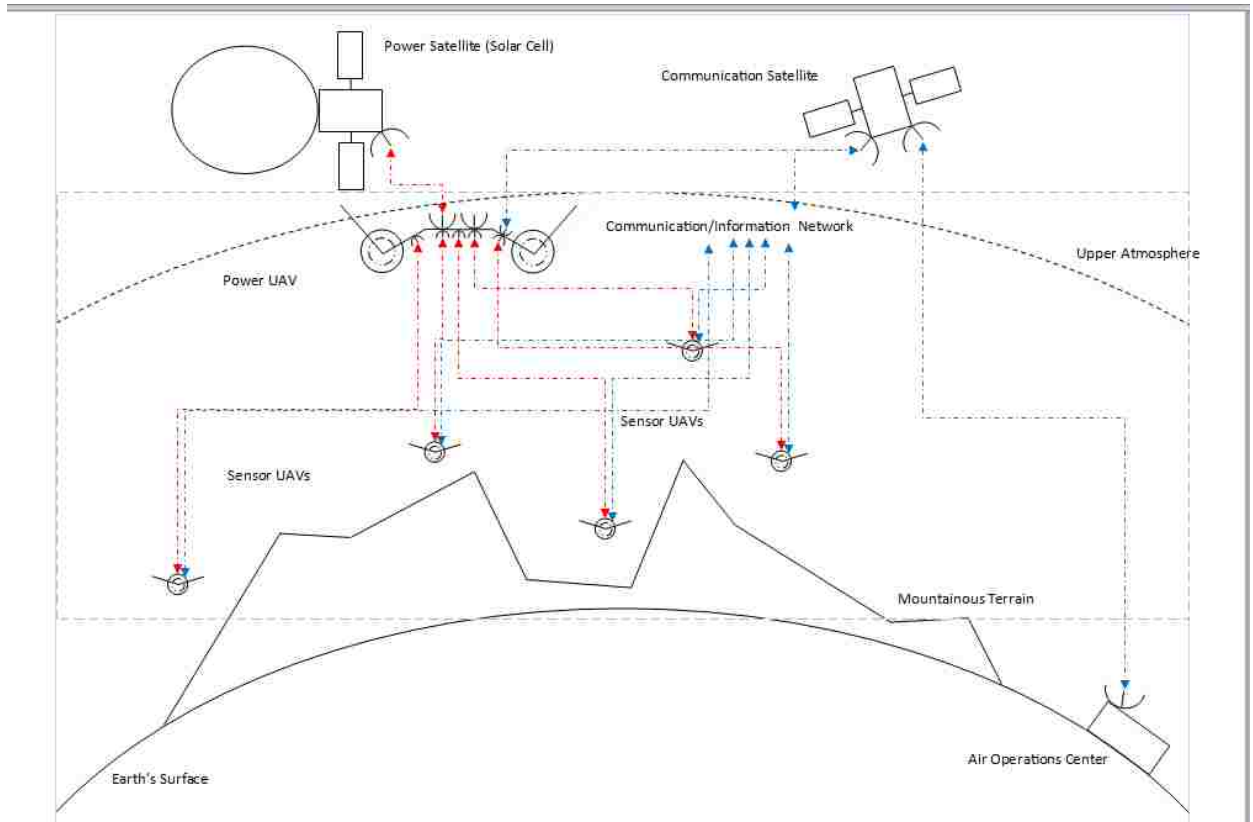 Power Satellite (Solar Cell)
Communication Satellite
Communication/Information Network
Upper Atmosphere
Power UAV
Sensor UAVs
Sensor UAVs
Mountainous Terrain
Air Operations Center
Earth's Surface